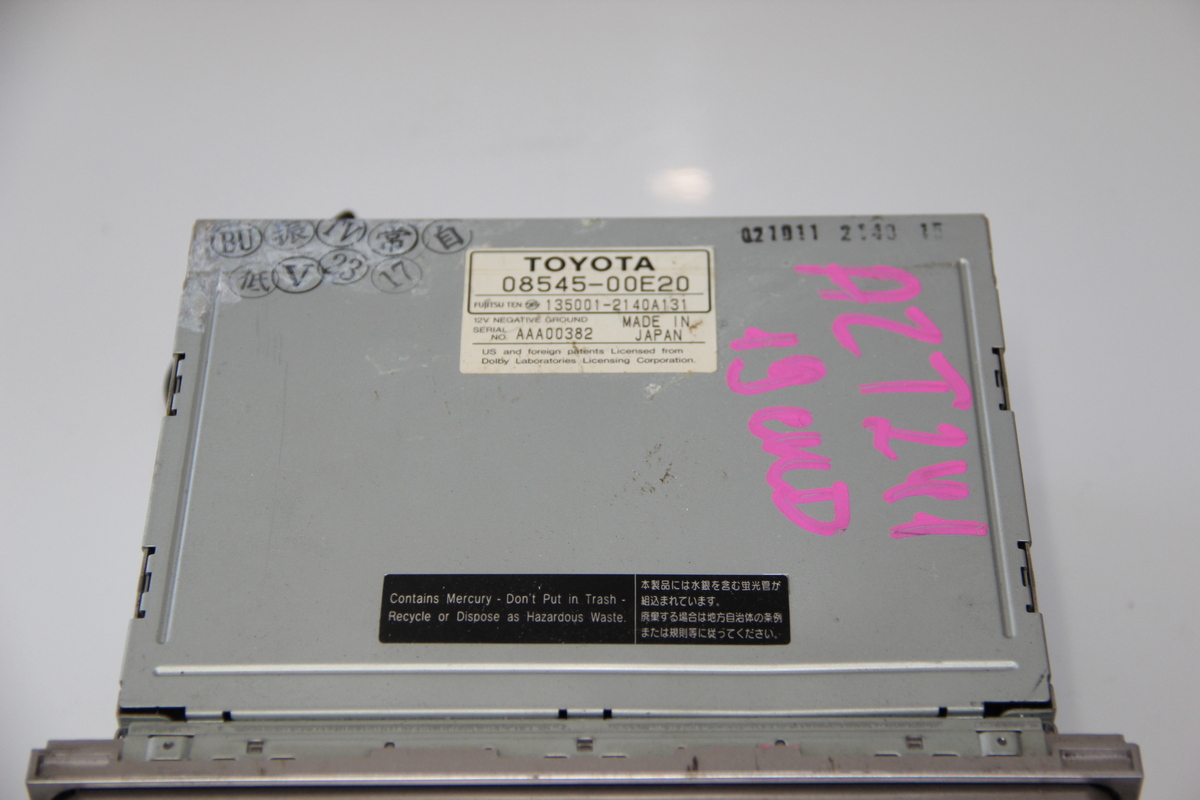 BU 振 IV 常 自
低 V 33 17
021011 2140
TOYOTA
08545-00E20
FUJITSU TEN 135001-2140A131
12V NEGATIVE GROUND
SERIAL NO. AAA00382
MADE IN JAPAN
US and foreign patents Licensed from
Dolby Laboratories Licensing Corporation.
AZT241
Contains Mercury - Don't Put in Trash -
Recycle or Dispose as Hazardous Waste.
本製品には水銀を含む蛍光管が
組込まれています。
廃棄する場合は地方自治体の条例
または規則等に従ってください。